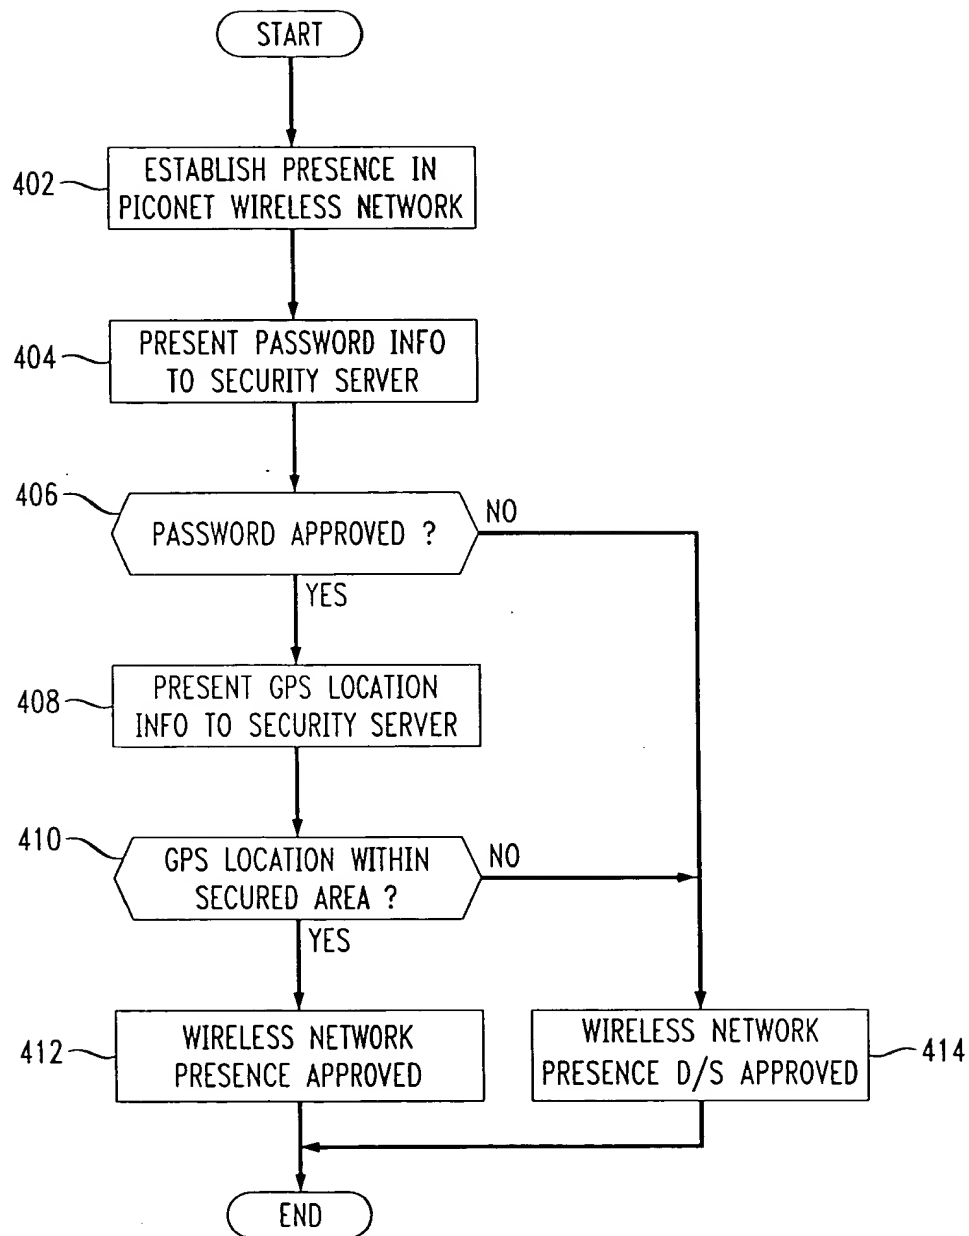 START
402
ESTABLISH PRESENCE IN
PICONET WIRELESS NETWORK
404
PRESENT PASSWORD INFO
TO SECURITY SERVER
406
PASSWORD APPROVED ?
NO
YES
408
PRESENT GPS LOCATION
INFO TO SECURITY SERVER
410
GPS LOCATION WITHIN
SECURED AREA ?
NO
YES
412
WIRELESS NETWORK
PRESENCE APPROVED
WIRELESS NETWORK
PRESENCE D/S APPROVED
414
END